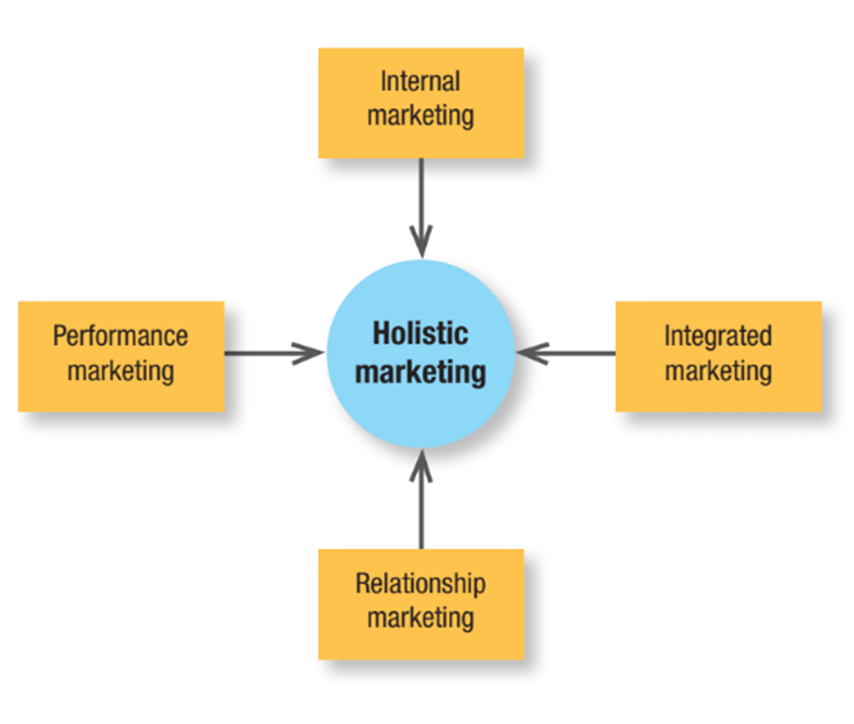 Internal
marketing
Performance
marketing
Holistic
marketing
Integrated
marketing
Relationship
marketing